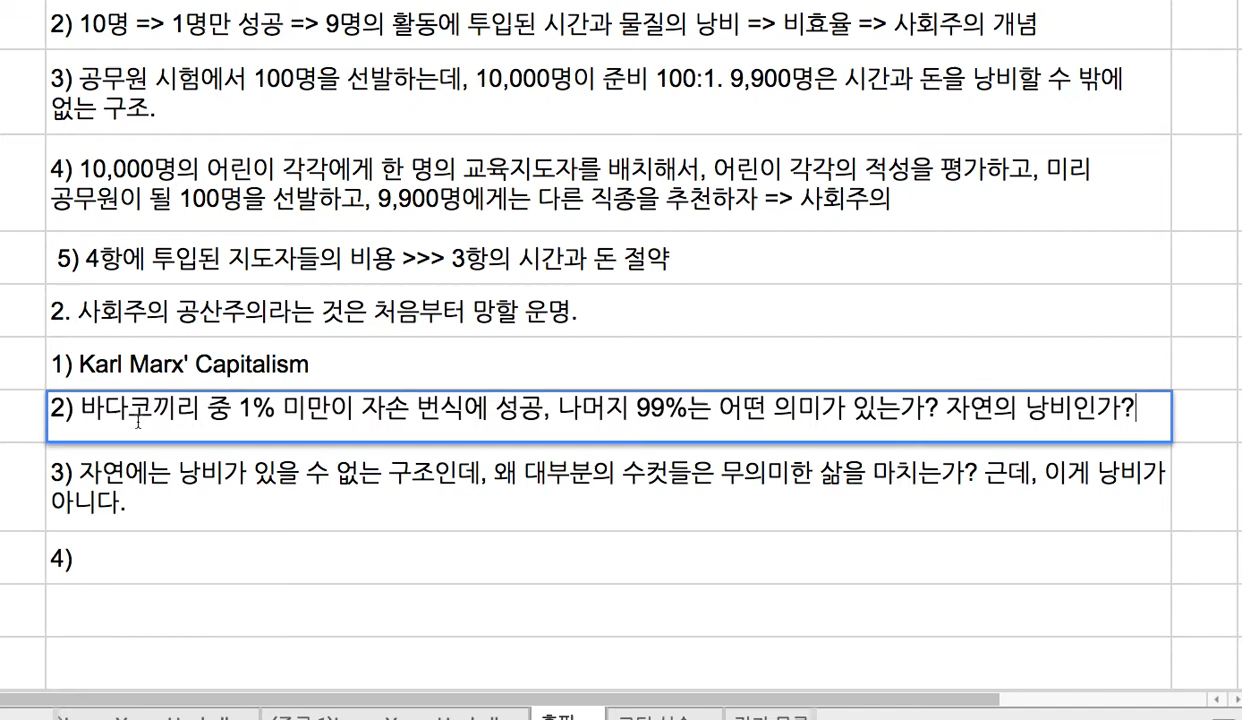 2) 10명 => 1명만 성공 => 9명의 활동에 투입된 시간과 물질의 낭비 => 비효율 => 사회주의 개념
3) 공무원 시험에서 100명을 선발하는데, 10,000명이 준비 100:1. 9,900명은 시간과 돈을 낭비할 수 밖에
없는 구조.
4) 10,000명의 어린이 각각에게 한 명의 교육지도자를 배치해서, 어린이 각각의 적성을 평가하고, 미리
공무원이 될 100명을 선발하고, 9,900명에게는 다른 직종을 추천하자 => 사회주의
5) 4항에 투입된 지도자들의 비용 >>> 3항의 시간과 돈 절약
2. 사회주의 공산주의라는 것은 처음부터 망할 운명.
1) Karl Marx' Capitalism
2) 바다코끼리 중 1% 미만이 자손 번식에 성공, 나머지 99%는 어떤 의미가 있는가? 자연의 낭비인가?
3) 자연에는 낭비가 있을 수 없는 구조인데, 왜 대부분의 수컷들은 무의미한 삶을 마치는가? 근데, 이게 낭비가
아니다.
4)